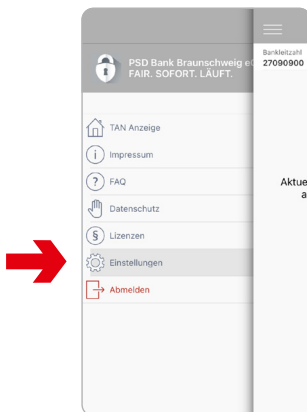 PSD Bank Braunschweig
FAIR. SOFORT. LÄUFT.
Bankleitzahl
27090900
TAN Anzeige
Impressum
FAQ
Datenschutz
§ Lizenzen
Einstellungen
Abmelden
Aktue
a